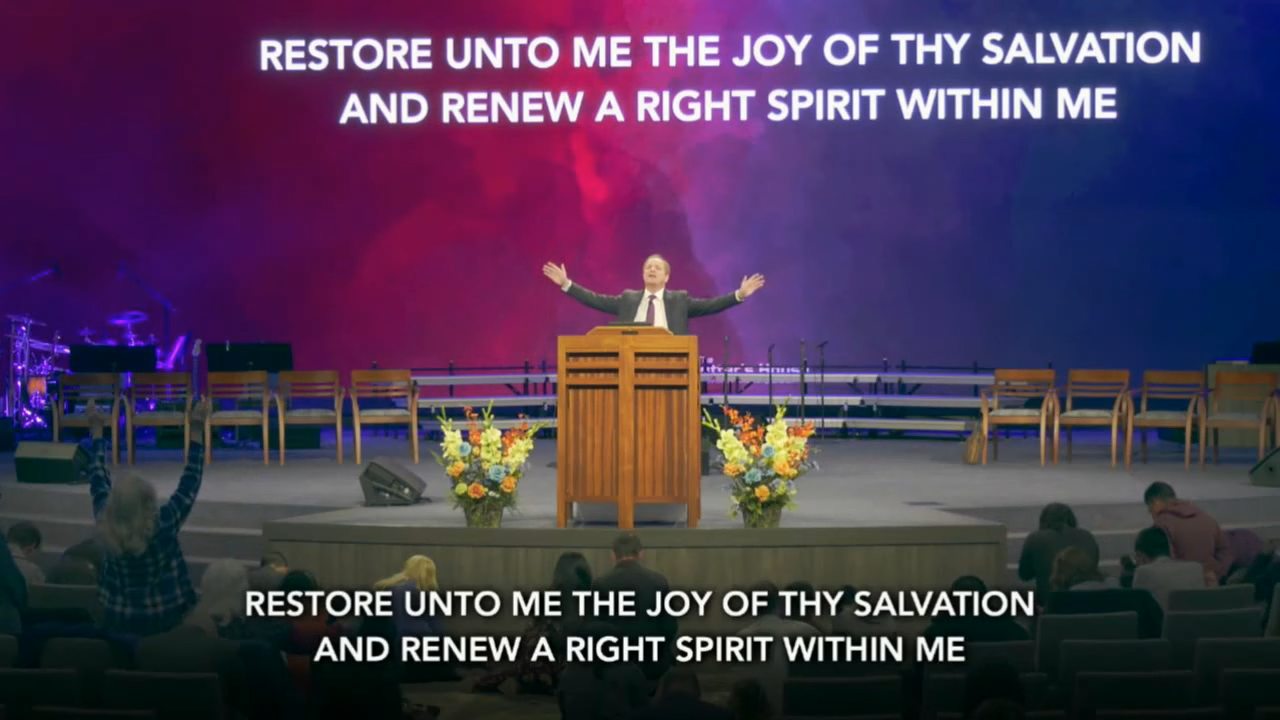 RESTORE UNTO ME THE JOY OF THY SALVATION
AND RENEW A RIGHT SPIRIT WITHIN ME
RESTORE UNTO ME THE JOY OF THY SALVATION
AND RENEW A RIGHT SPIRIT WITHIN ME